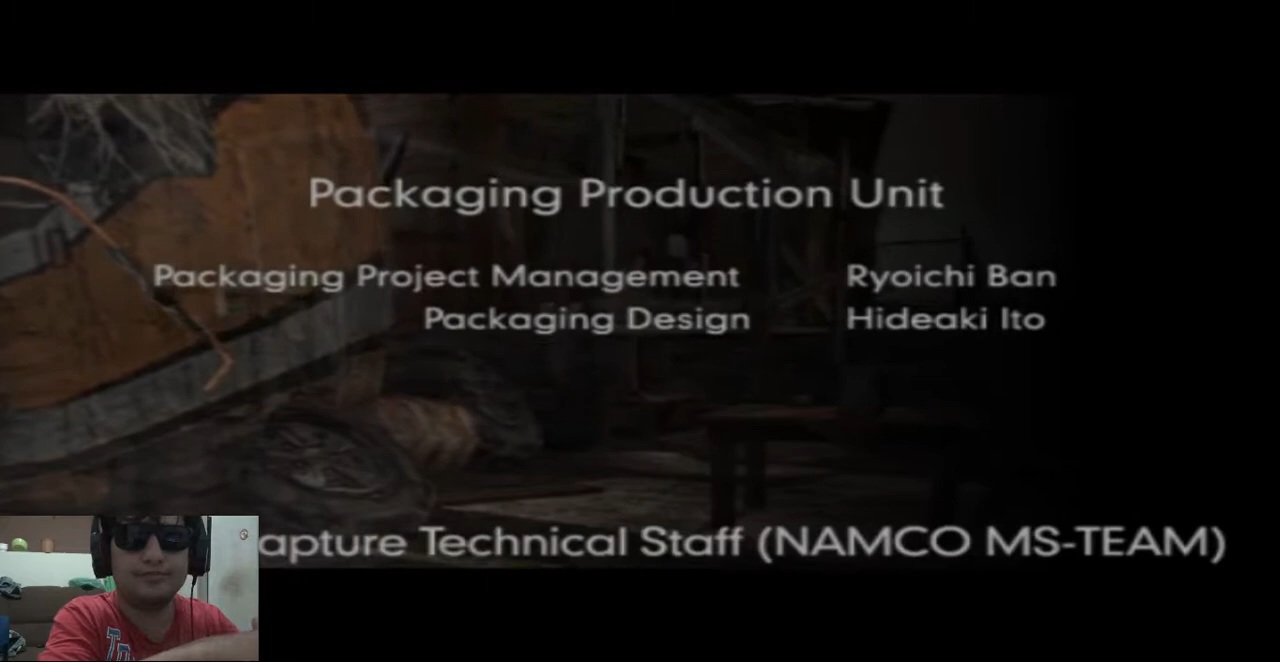 Packaging Production Unit
Packaging Project Management Ryoichi Ban
Packaging Design Hideaki Ito
apture Technical Staff (NAMCO MS-TEAM)